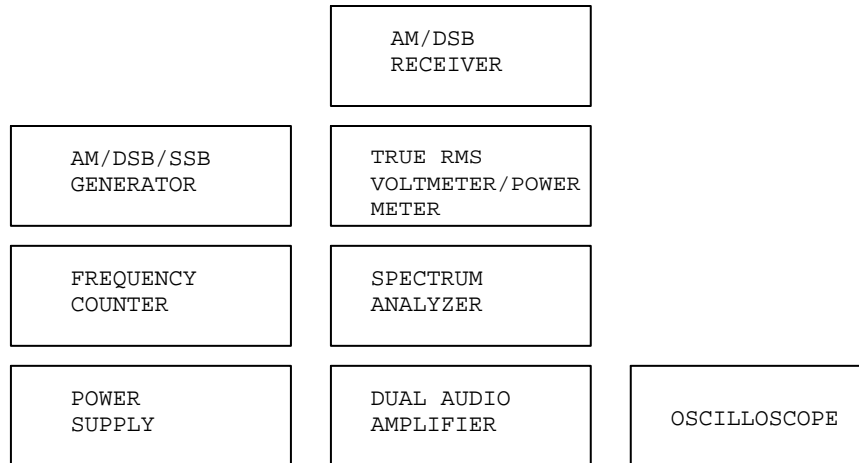 AM/DSB
RECEIVER
AM/DSB/SSB
GENERATOR
TRUE RMS
VOLTMETER/POWER
METER
FREQUENCY
COUNTER
SPECTRUM
ANALYZER
POWER
SUPPLY
DUAL AUDIO
AMPLIFIER
OSCILLOSCOPE